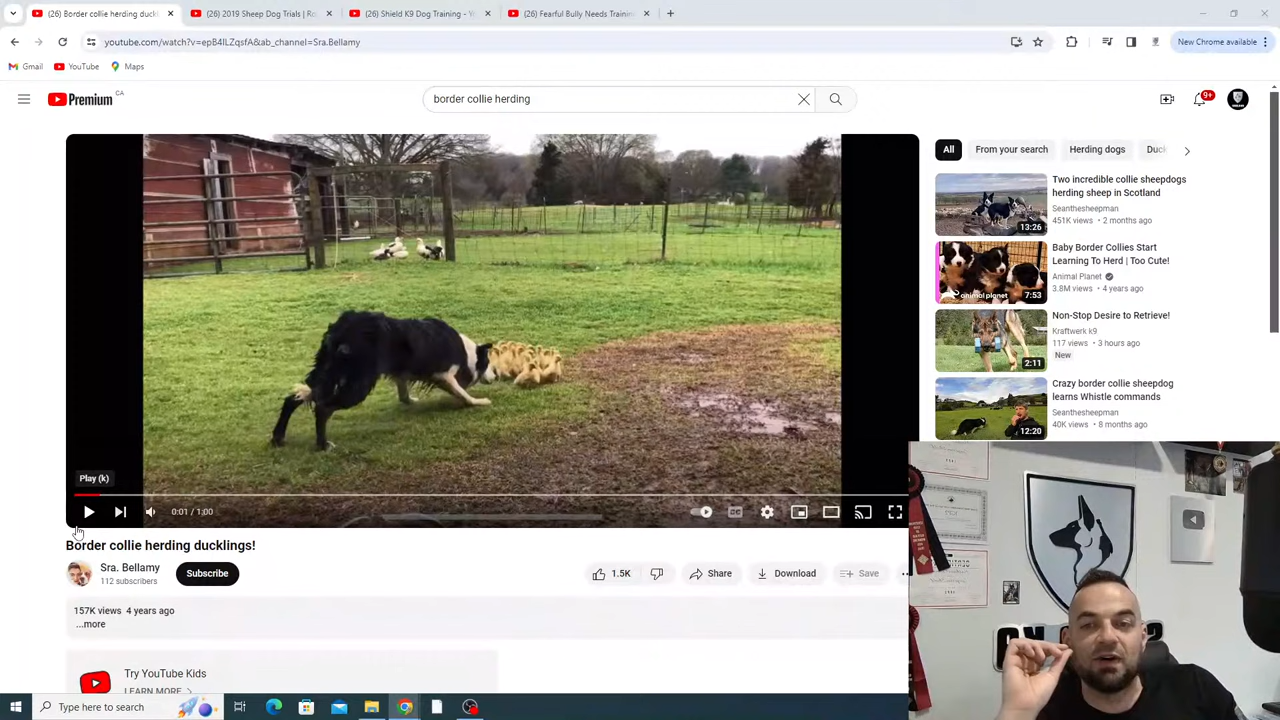 (26) Border collie herding duck
(26) 2019 Sheep Dog Trials | Ro
(26) Shield K9 Dog Training - Y
(26) Fearful Bully Needs Trainin
youtube.com/watch?v=epB4lLZqsfA&ab_channel=Sra.Bellamy
New Chrome available
Gmail
YouTube
Maps
Premium CA
border collie herding
9+
All
From your search
Herding dogs
Duc
Two incredible collie sheepdogs
herding sheep in Scotland
Seanthesheepman
451K views • 2 months ago
13:26
Baby Border Collies Start
Learning To Herd | Too Cute!
Animal Planet
3.8M views • 4 years ago
animal planet
7:53
Non-Stop Desire to Retrieve!
Kraftwerk k9
117 views • 3 hours ago
New
2:11
Crazy border collie sheepdog
learns Whistle commands
Seanthesheepman
40K views • 8 months ago
12:20
Play (k)
0:01 / 1:00
Border collie herding ducklings!
Sra. Bellamy
112 subscribers
Subscribe
1.5K
Share
Download
Save
157K views 4 years ago
...more
Try YouTube Kids
LEARN MORE
Type here to search